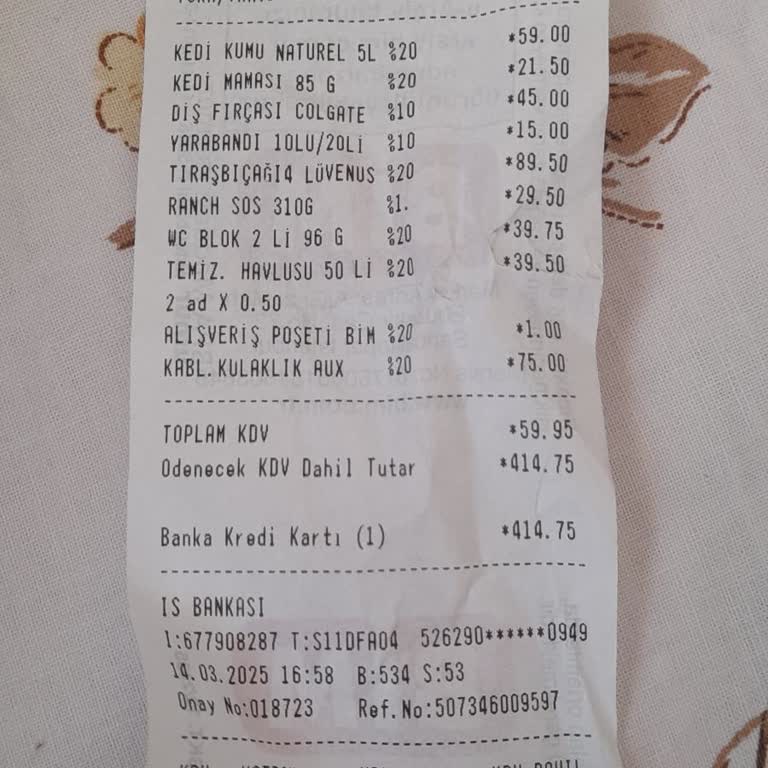 KEDİ KUMU NATUREL 5L %20 *59.00
KEDİ MAMASI 85 G %20 *21.50
DİŞ FIRÇASI COLGATE %10 *45.00
YARABANDI 10LU/20Lİ %10 *15.00
TIRAŞBIÇAĞI4 LÜVENUS %20 *89.50
RANCH SOS 310G %1. *29.50
WC BLOK 2 Lİ 96 G %20 *39.75
TEMİZ. HAVLUSU 50 Lİ %20 *39.50
2 ad X 0.50
ALIŞVERİŞ POŞETİ BİM %20 *1.00
KABL.KULAKLIK AUX %20 *75.00
TOPLAM KDV *59.95
Odenecek KDV Dahil Tutar *414.75
Banka Kredi Kartı (1) *414.75
IS BANKASI
I:677908287 T:S11DFA04 526290******0949
14.03.2025 16:58 B:534 S:53
Onay No:018723 Ref.No:507346009597